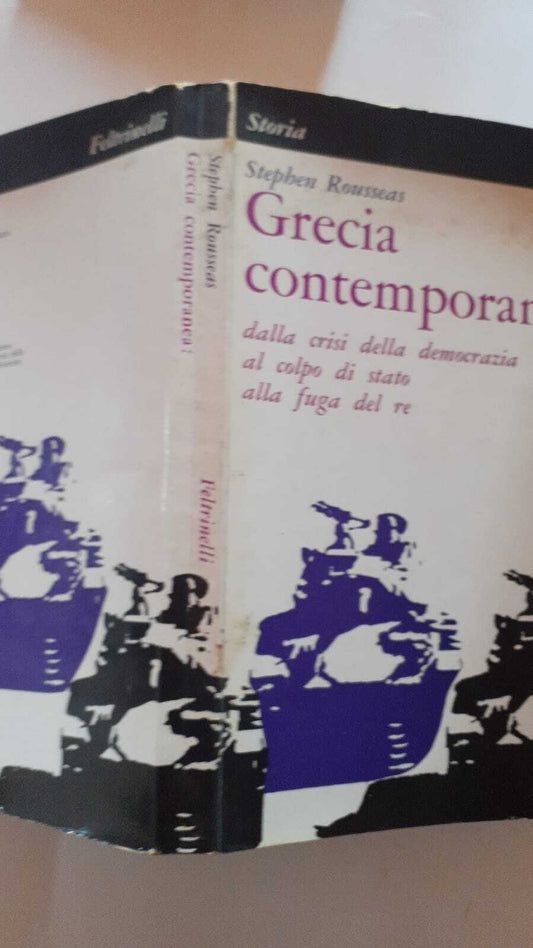 Feltrinelli
Storia
Stephen Rousseas
Grecia contemporanea:
Feltrinelli
Stephen Rousseas
Grecia
contemporan
dalla crisi della democrazia
al colpo di stato
alla fuga del re